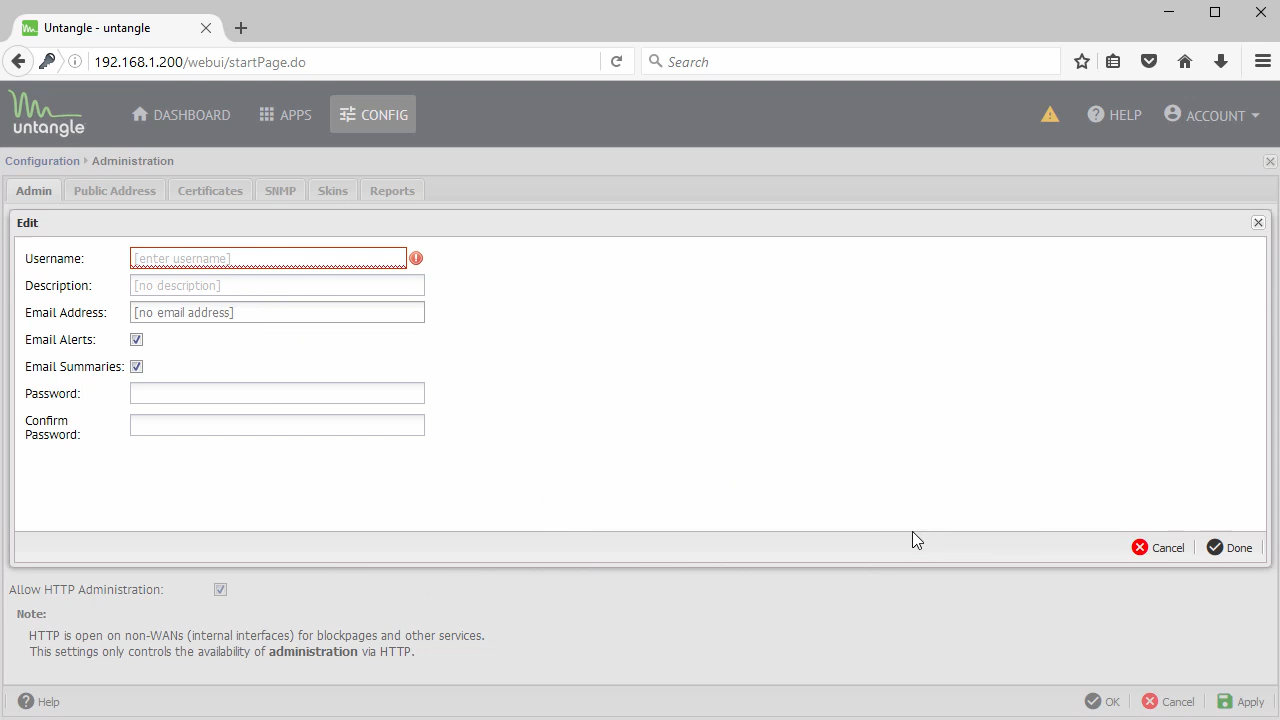 Untangle - untangle
192.168.1.200/webui/startPage.do
Search
untangle
DASHBOARD
APPS
CONFIG
HELP
ACCOUNT
Configuration
Administration
Admin
Public Address
Certificates
SNMP
Skins
Reports
Edit
Username:
[enter username]
Description:
[no description]
Email Address:
[no email address]
Email Alerts:
Email Summaries:
Password:
Confirm
Password:
Cancel
Done
Allow HTTP Administration:
Note:
HTTP is open on non-WANs (internal interfaces) for blockpages and other services.
This settings only controls the availability of administration via HTTP.
Help
OK
Cancel
Apply